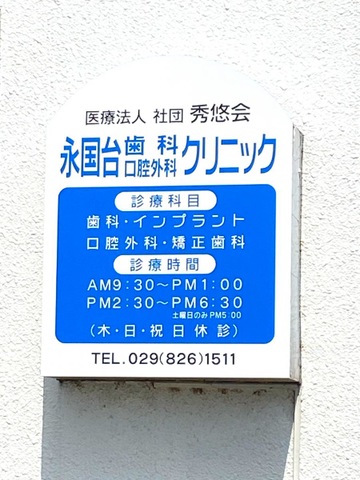 医療法人 社団 秀悠会
永国台歯科口腔外科クリニック
診療科目
歯科・インプラント
口腔外科・矯正歯科
診療時間
AM9:30〜PM1:00
PM2:30〜PM6:30
土曜日のみPM5:00
(木・日・祝日休診)
TEL.029(826)1511